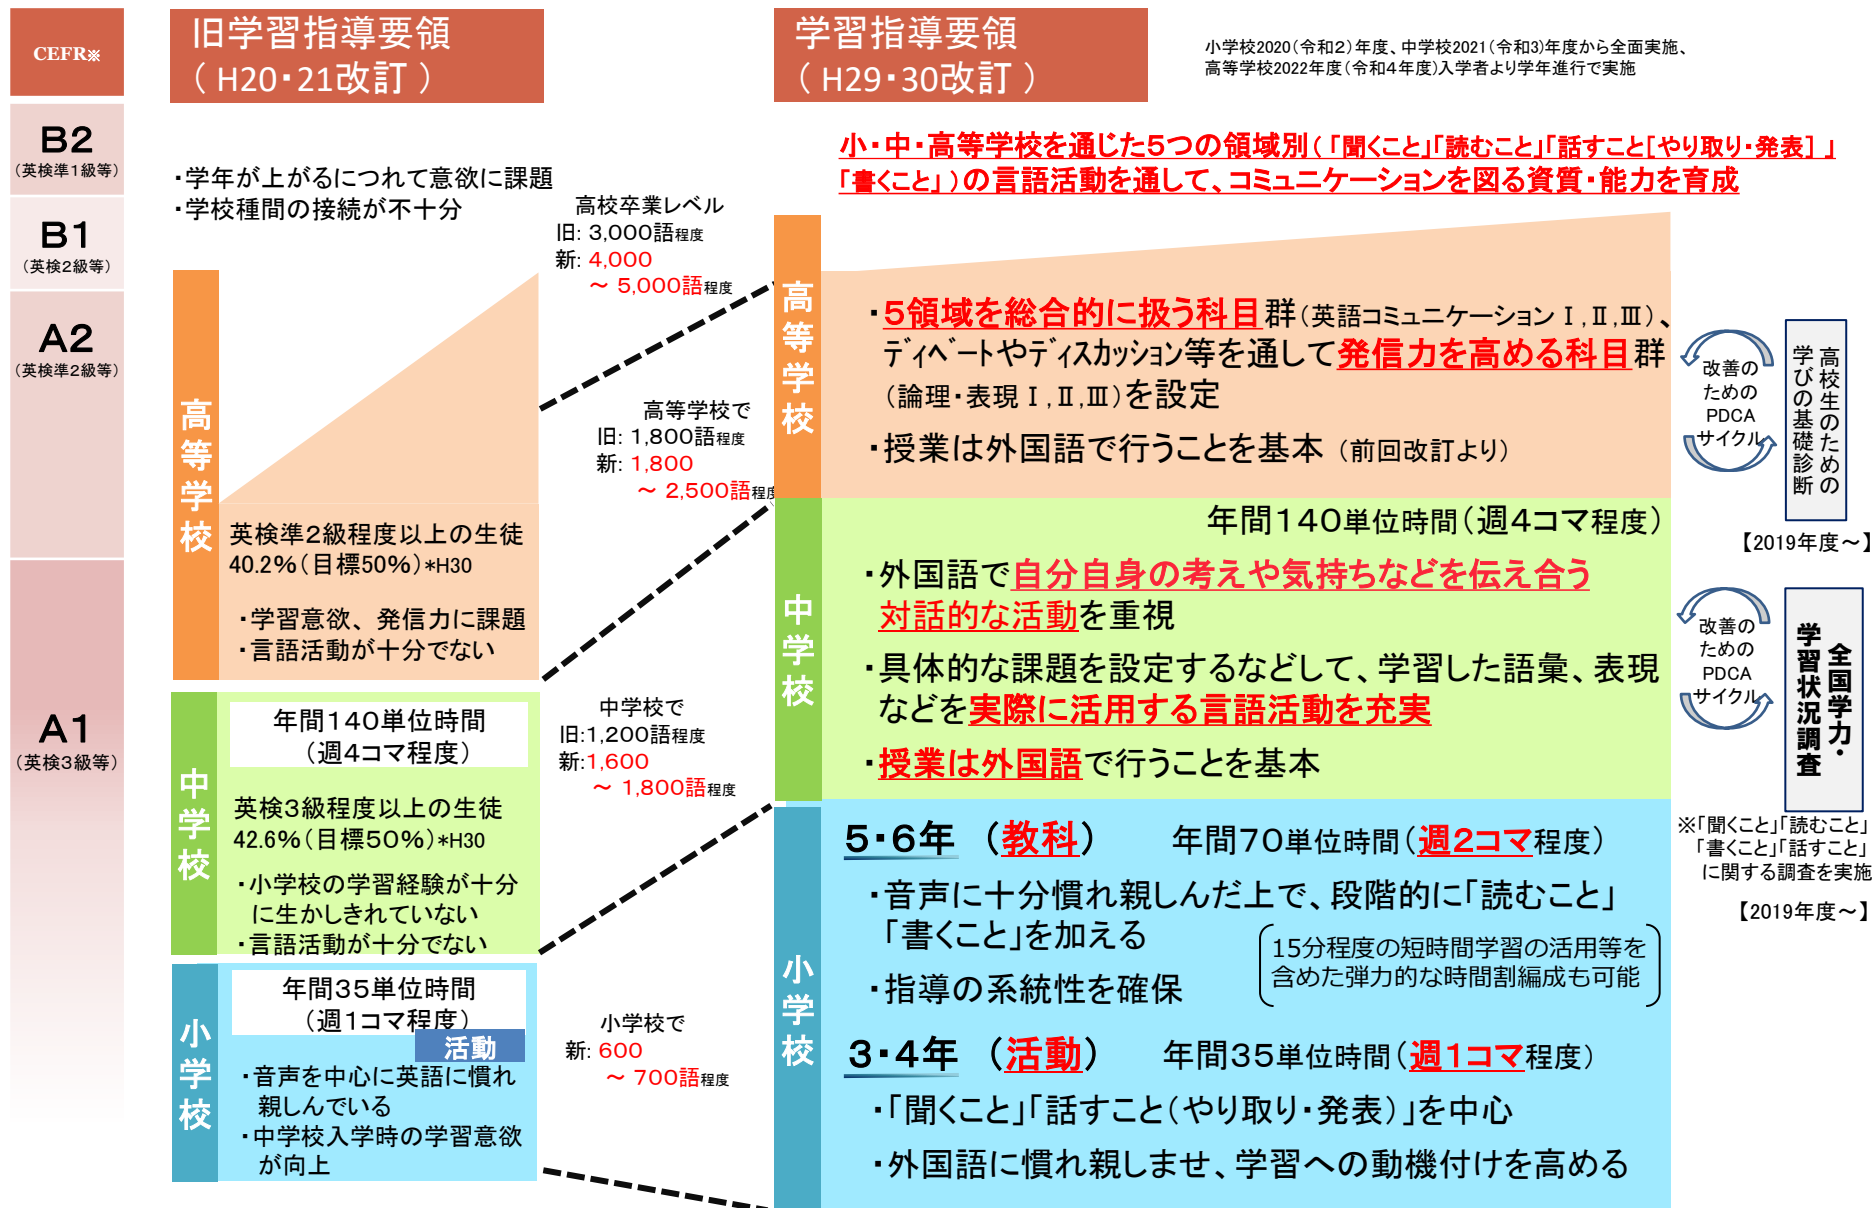 CEFR※
B2
(英検準1級等)
B1
(英検2級等)
A2
(英検準2級等)
A1
(英検3級等)
旧学習指導要領
(H20・21改訂)
・学年が上がるにつれて意欲に課題
・学校種間の接続が不十分
高等学校
英検準2級程度以上の生徒
40.2%(目標50%)*H30
・学習意欲、発信力に課題
・言語活動が十分でない
中学校
年間140単位時間
(週4コマ程度)
英検3級程度以上の生徒
42.6%(目標50%)*H30
・小学校の学習経験が十分
に生かしきれていない
・言語活動が十分でない
小学校
年間35単位時間
(週1コマ程度)
活動
・音声を中心に英語に慣れ
親しんでいる
・中学校入学時の学習意欲
が向上
高校卒業レベル
旧: 3,000語程度
新: 4,000
~ 5,000語程度
高等学校で
旧: 1,800語程度
新: 1,800
~ 2,500語程度
中学校で
旧:1,200語程度
新:1,600
~ 1,800語程度
小学校で
新: 600
~ 700語程度
学習指導要領
(H29・30改訂)
小学校2020(令和2)年度、中学校2021(令和3)年度から全面実施、
高等学校2022年度(令和4年度)入学者より学年進行で実施
小・中・高等学校を通じた5つの領域別(「聞くこと」「読むこと」「話すこと[やり取り・発表]」
「書くこと」)の言語活動を通して、コミュニケーションを図る資質・能力を育成
高等学校
・5領域を総合的に扱う科目群(英語コミュニケーションⅠ,Ⅱ,Ⅲ)、
ディベートやディスカッション等を通して発信力を高める科目群
(論理・表現Ⅰ,Ⅱ,Ⅲ)を設定
・授業は外国語で行うことを基本(前回改訂より)
中学校
年間140単位時間(週4コマ程度)
・外国語で自分自身の考えや気持ちなどを伝え合う
対話的な活動を重視
・具体的な課題を設定するなどして、学習した語彙、表現
などを実際に活用する言語活動を充実
・授業は外国語で行うことを基本
小学校
5・6年 (教科) 年間70単位時間(週2コマ程度)
・音声に十分慣れ親しんだ上で、段階的に「読むこと」
「書くこと」を加える
・指導の系統性を確保
15分程度の短時間学習の活用等を
含めた弾力的な時間割編成も可能
3・4年 (活動) 年間35単位時間(週1コマ程度)
・「聞くこと」「話すこと(やり取り・発表)」を中心
・外国語に慣れ親しませ、学習への動機付けを高める
改善の
ための
PDCA
サイクル
高校生のための
学びの基礎診断
【2019年度~】
改善の
ための
PDCA
サイクル
全国学力・
学習状況調査
※「聞くこと」「読むこと」
「書くこと」「話すこと」
に関する調査を実施
【2019年度~】